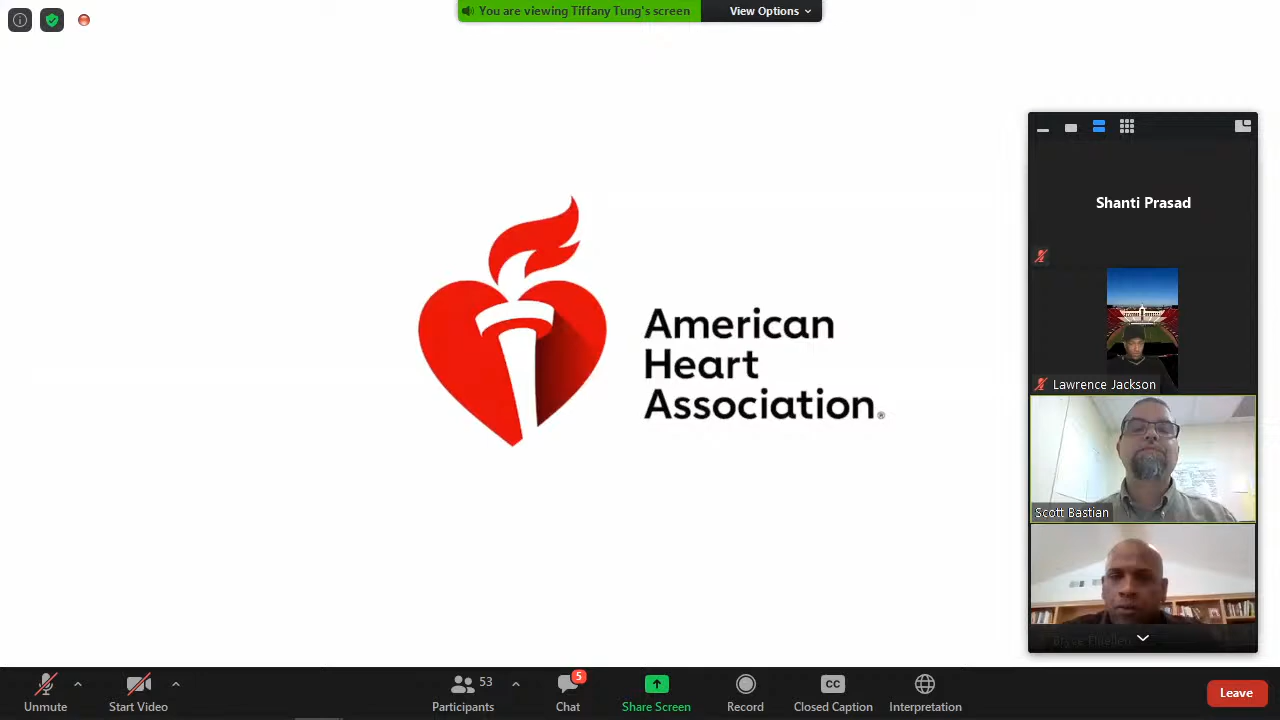 You are viewing Tiffany Tung's screen
View Options
Shanti Prasad
American
Heart
Association®
Lawrence Jackson
Scott Bastian
53
5
CC
Unmute
Start Video
Participants
Chat
Share Screen
Record
Closed Caption
Interpretation
Leave